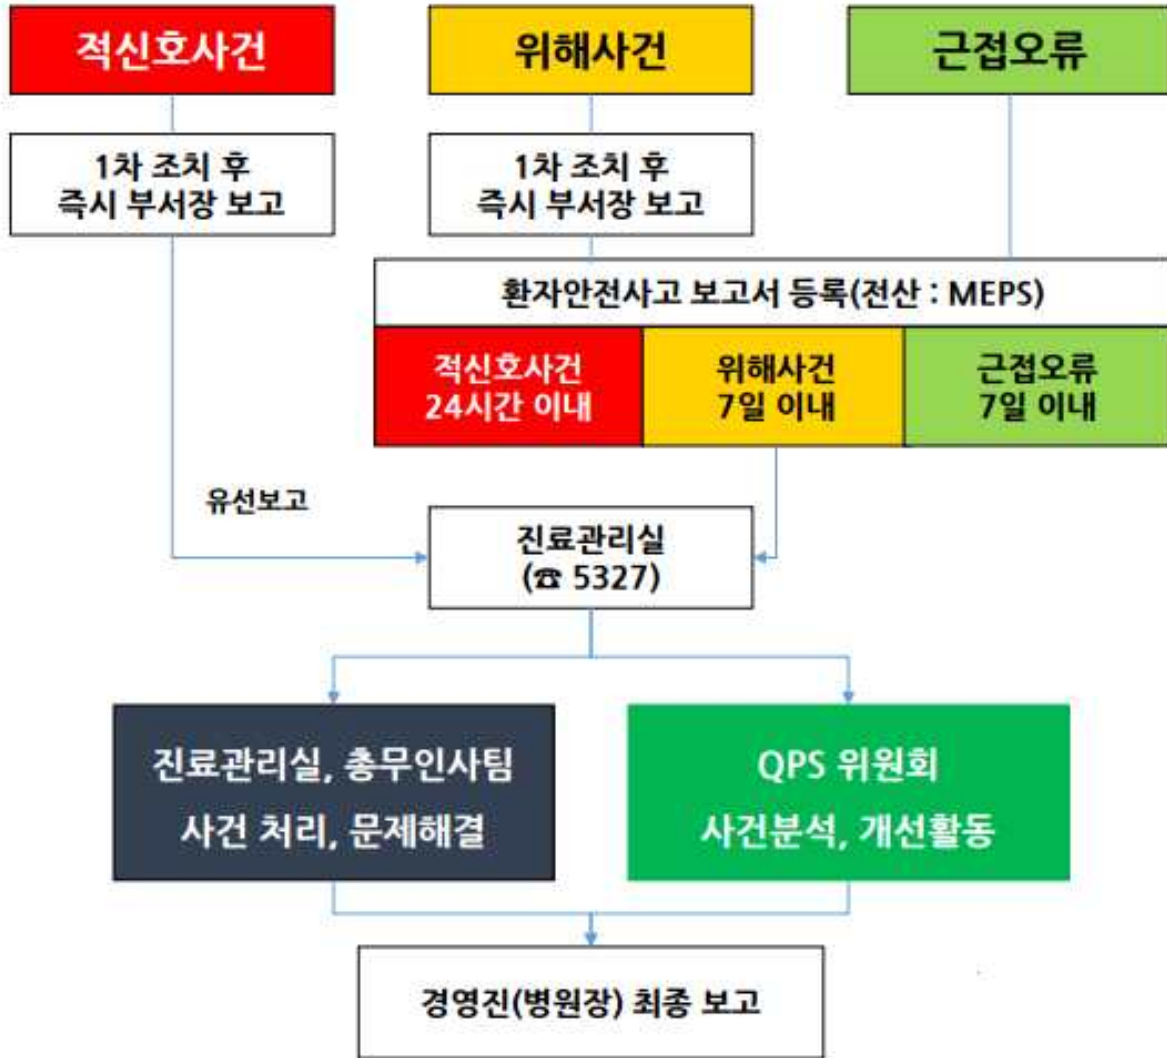 적신호사건
위해사건
근접오류
1차 조치 후
즉시 부서장 보고
1차 조치 후
즉시 부서장 보고
환자안전사고 보고서 등록(전산 : MEPS)
적신호사건
24시간 이내
위해사건
7일 이내
근접오류
7일 이내
유선보고
진료관리실
(☎ 5327)
진료관리실, 총무인사팀
사건 처리, 문제해결
QPS 위원회
사건분석, 개선활동
경영진(병원장) 최종 보고